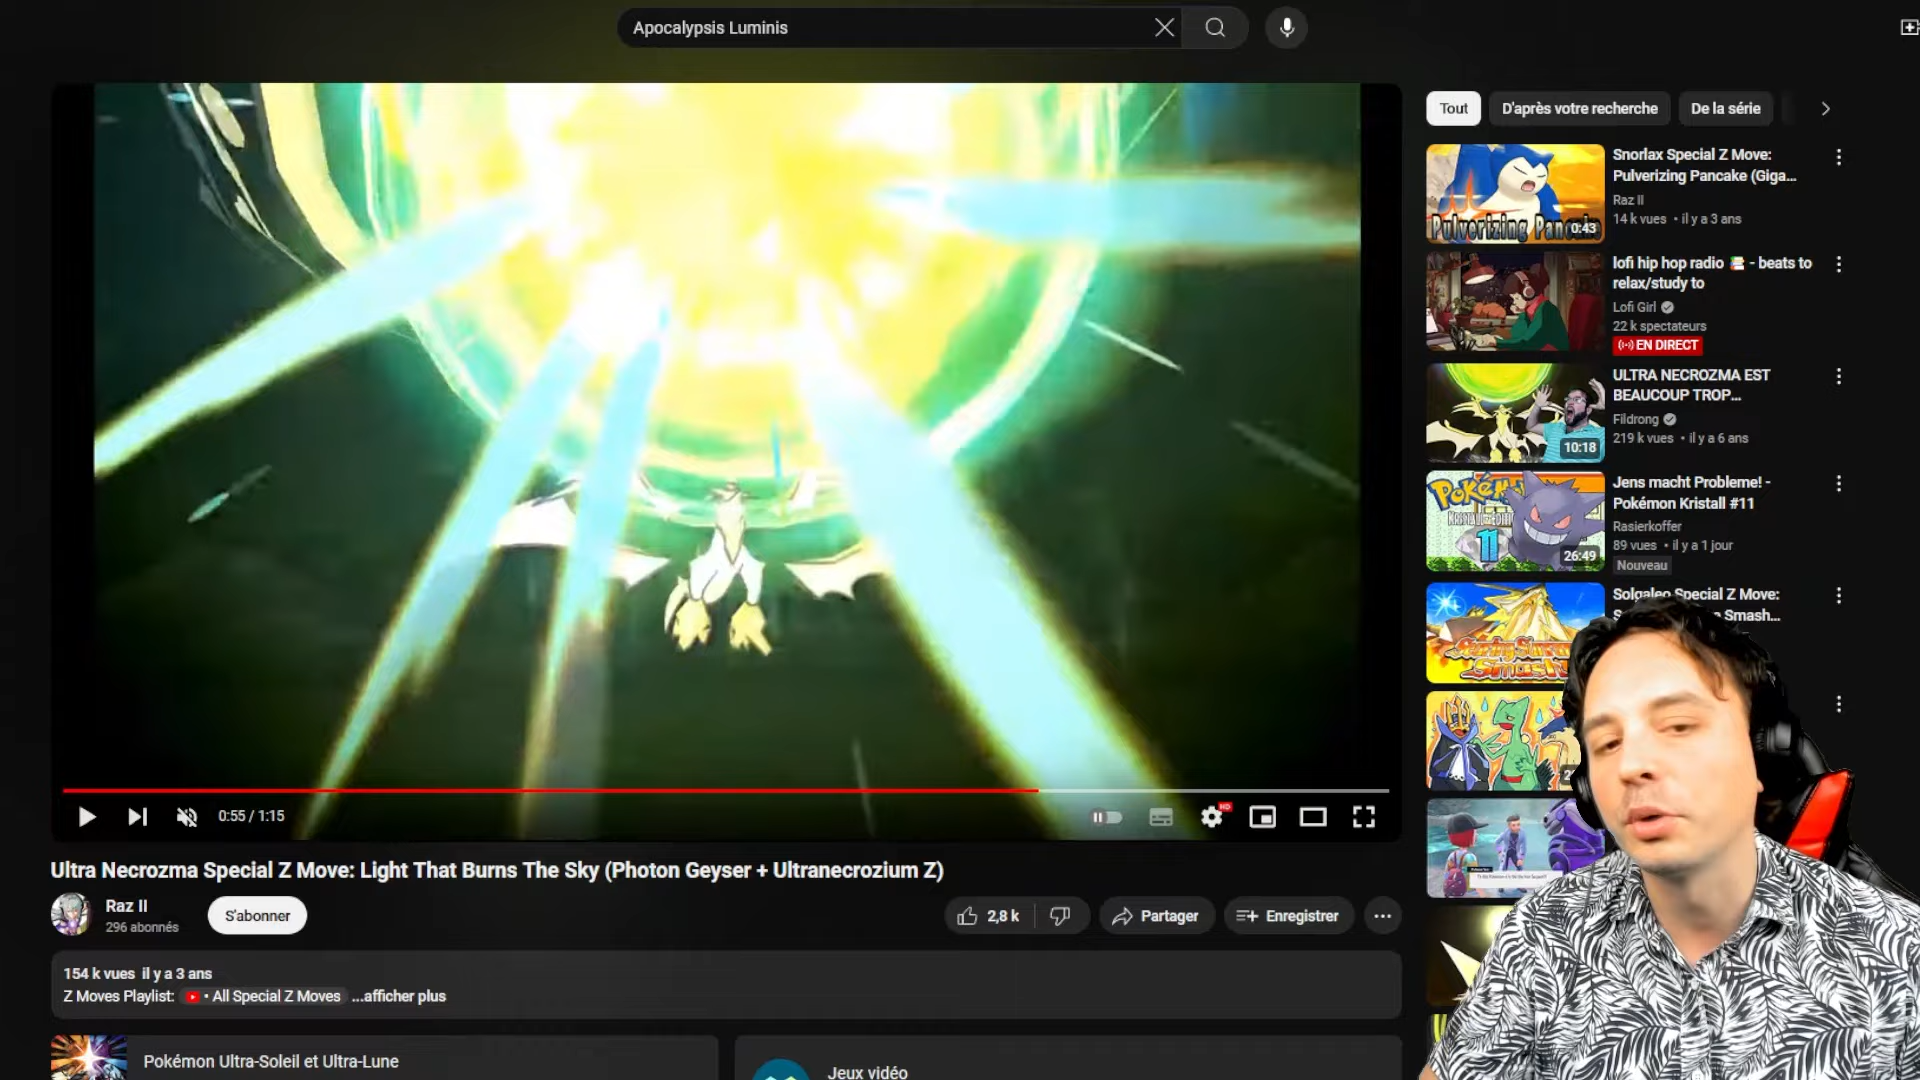 Apocalypsis Luminis
Tout
D'après votre recherche
De la série
Snorlax Special Z Move:
Pulverizing Pancake (Giga...
Raz II
14 k vues • il y a 3 ans
Pulverizing Pancake
0:43
lofi hip hop radio 📚 - beats to
relax/study to
Lofi Girl
22 k spectateurs
EN DIRECT
ULTRA NECROZMA EST
BEAUCOUP TROP...
Fildrong
219 k vues • il y a 6 ans
10:18
Jens macht Probleme! -
Pokémon Kristall #11
Rasierkoffer
89 vues • il y a 1 jour
Nouveau
11
26:49
Solgaleo Special Z Move:
Smash...
0:55 / 1:15
HD
Ultra Necrozma Special Z Move: Light That Burns The Sky (Photon Geyser + Ultranecrozium Z)
Raz II
296 abonnés
S'abonner
2,8 k
Partager
Enregistrer
154 k vues il y a 3 ans
Z Moves Playlist: • All Special Z Moves ...afficher plus
Pokémon Ultra-Soleil et Ultra-Lune
Jeux vidéo